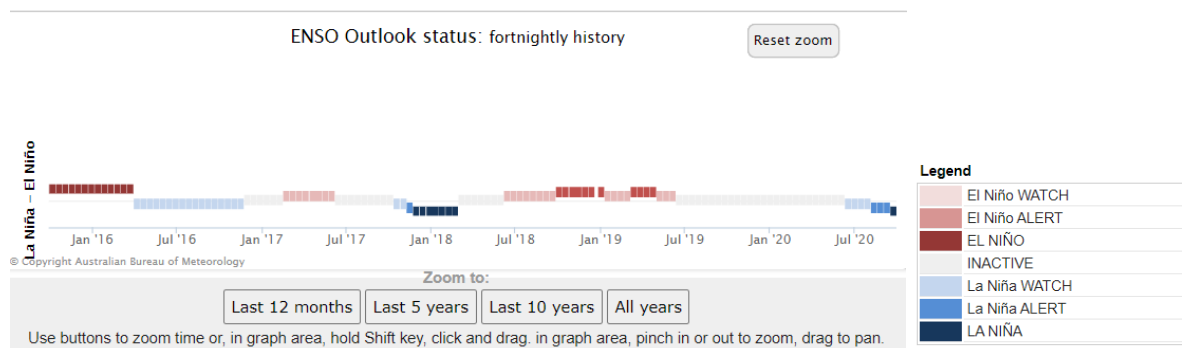 ENSO Outlook status: fortnightly history
Reset zoom
La Niña – El Niño
Jan '16 Jul '16 Jan '17 Jul '17 Jan '18 Jul '18 Jan '19 Jul '19 Jan '20 Jul '20
© Copyright Australian Bureau of Meteorology
Legend
El Niño WATCH
El Niño ALERT
EL NIÑO
INACTIVE
La Niña WATCH
La Niña ALERT
LA NIÑA
Zoom to:
Last 12 months Last 5 years Last 10 years All years
Use buttons to zoom time or, in graph area, hold Shift key, click and drag. in graph area, pinch in or out to zoom, drag to pan.